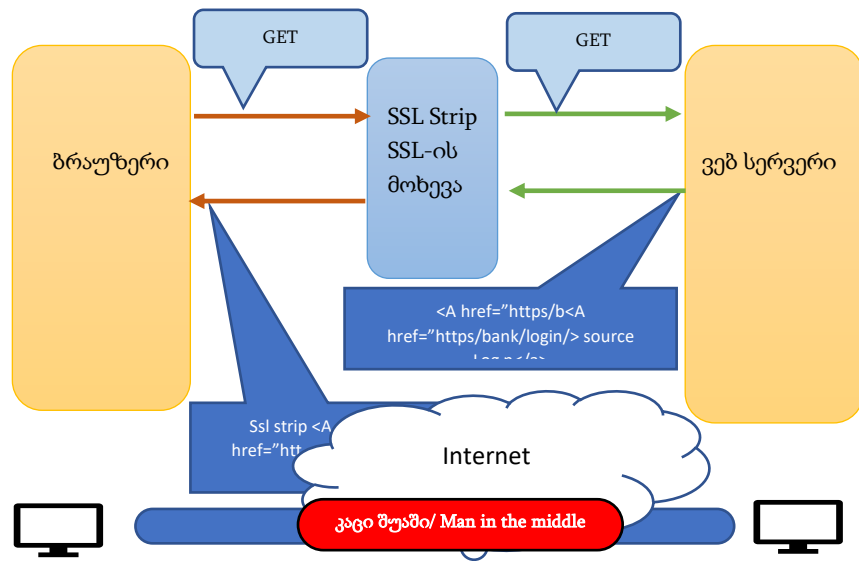 GET
GET
ბრაუზერი
SSL Strip
SSL-ის
მოხევა
ვებ სერვერი
<A href=”https/b<A
href=”https/bank/login/> source
Ssl strip <A
href=”htt
Internet
კაცი შუაში/ Man in the middle